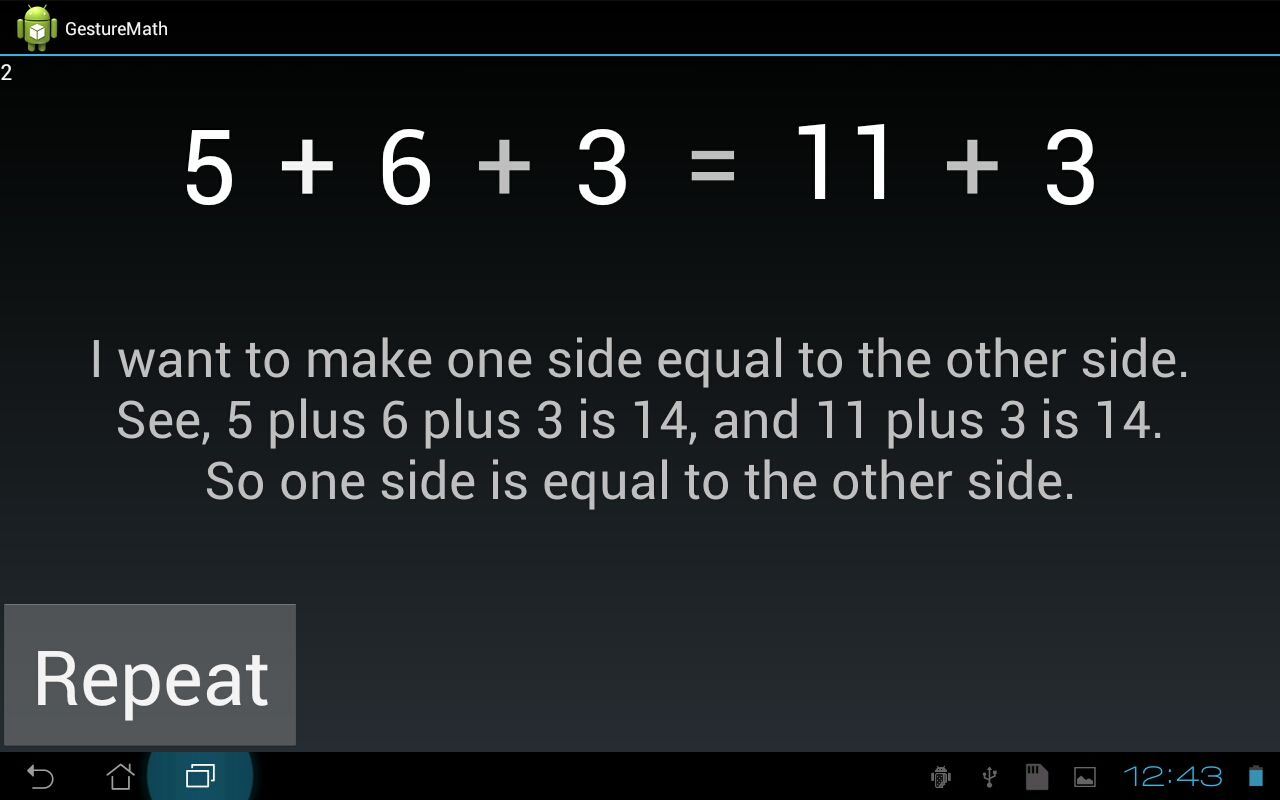 GestureMath
2
5 + 6 + 3 = 11 + 3
I want to make one side equal to the other side.
See, 5 plus 6 plus 3 is 14, and 11 plus 3 is 14.
So one side is equal to the other side.
Repeat
12:43